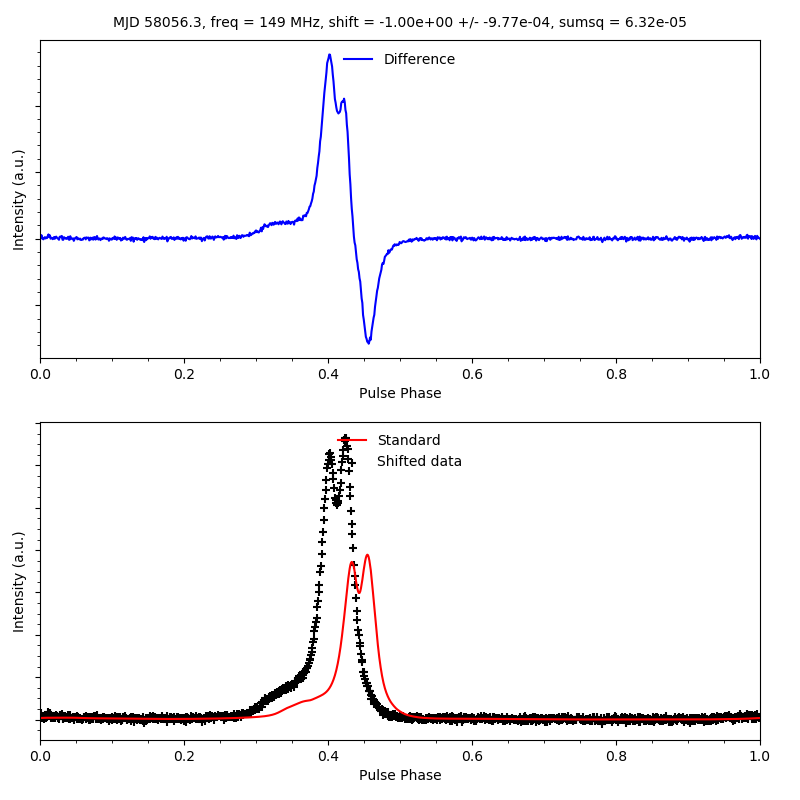 MJD 58056.3, freq = 149 MHz, shift = -1.00e+00 +/- -9.77e-04, sumsq = 6.32e-05
Difference
Intensity (a.u.)
0.0 0.2 0.4 0.6 0.8 1.0
Pulse Phase
Standard
Shifted data
Intensity (a.u.)
0.0 0.2 0.4 0.6 0.8 1.0
Pulse Phase